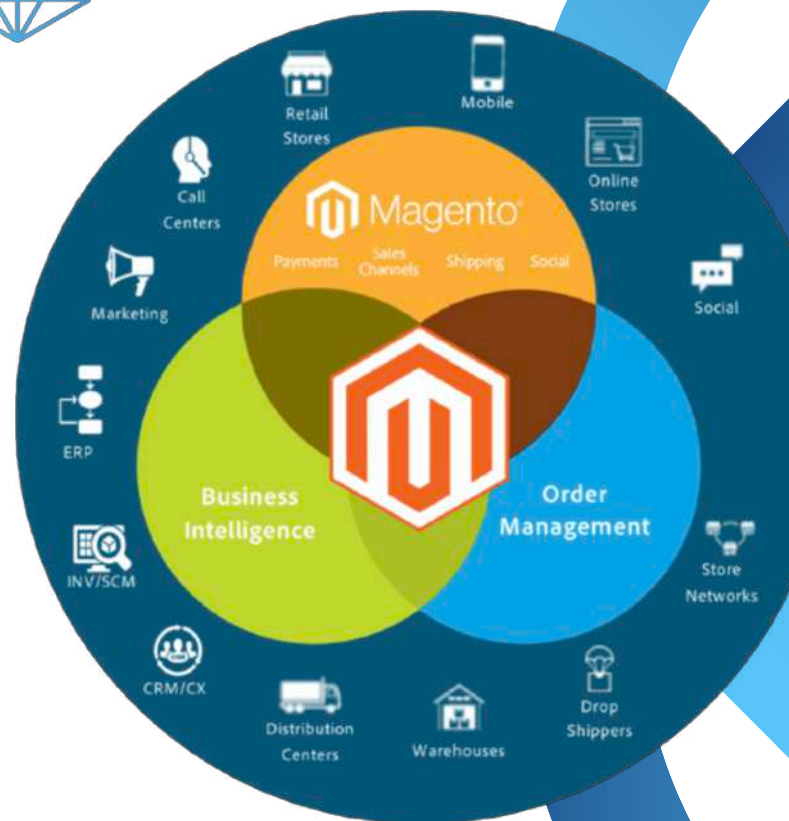 Mobile
Retail
Stores
Online
Stores
Call
Centers
Magento
Payments
Sales
Channels
Shipping
Social
Social
Marketing
ERP
Business
Intelligence
Order
Management
INV/SCM
Store
Networks
CRM/CX
Drop
Shippers
Distribution
Centers
Warehouses